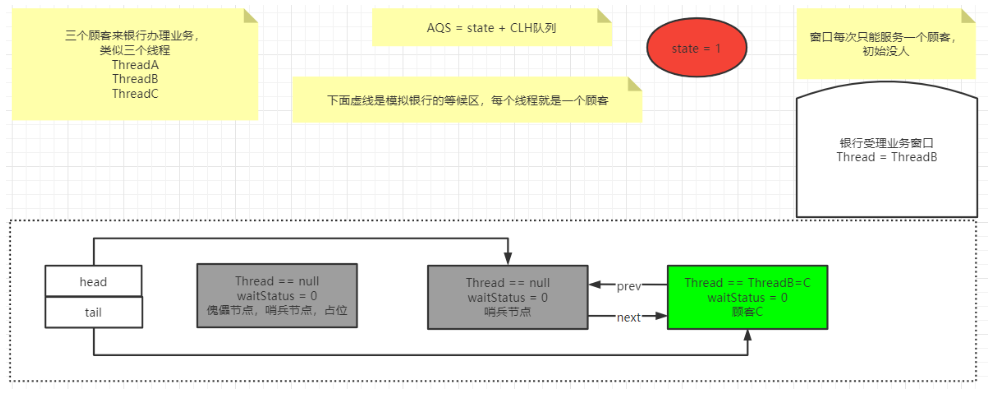 三个顾客来银行办理业务，
类似三个线程
ThreadA
ThreadB
ThreadC
AQS = state + CLH队列
state = 1
窗口每次只能服务一个顾客，
初始没人
下面虚线是模拟银行的等候区，每个线程就是一个顾客
银行受理业务窗口
Thread = ThreadB
head
tail
Thread == null
waitStatus = 0
傀儡节点，哨兵节点，占位
Thread == null
waitStatus = 0
哨兵节点
prev
next
Thread == ThreadB=C
waitStatus = 0
顾客C